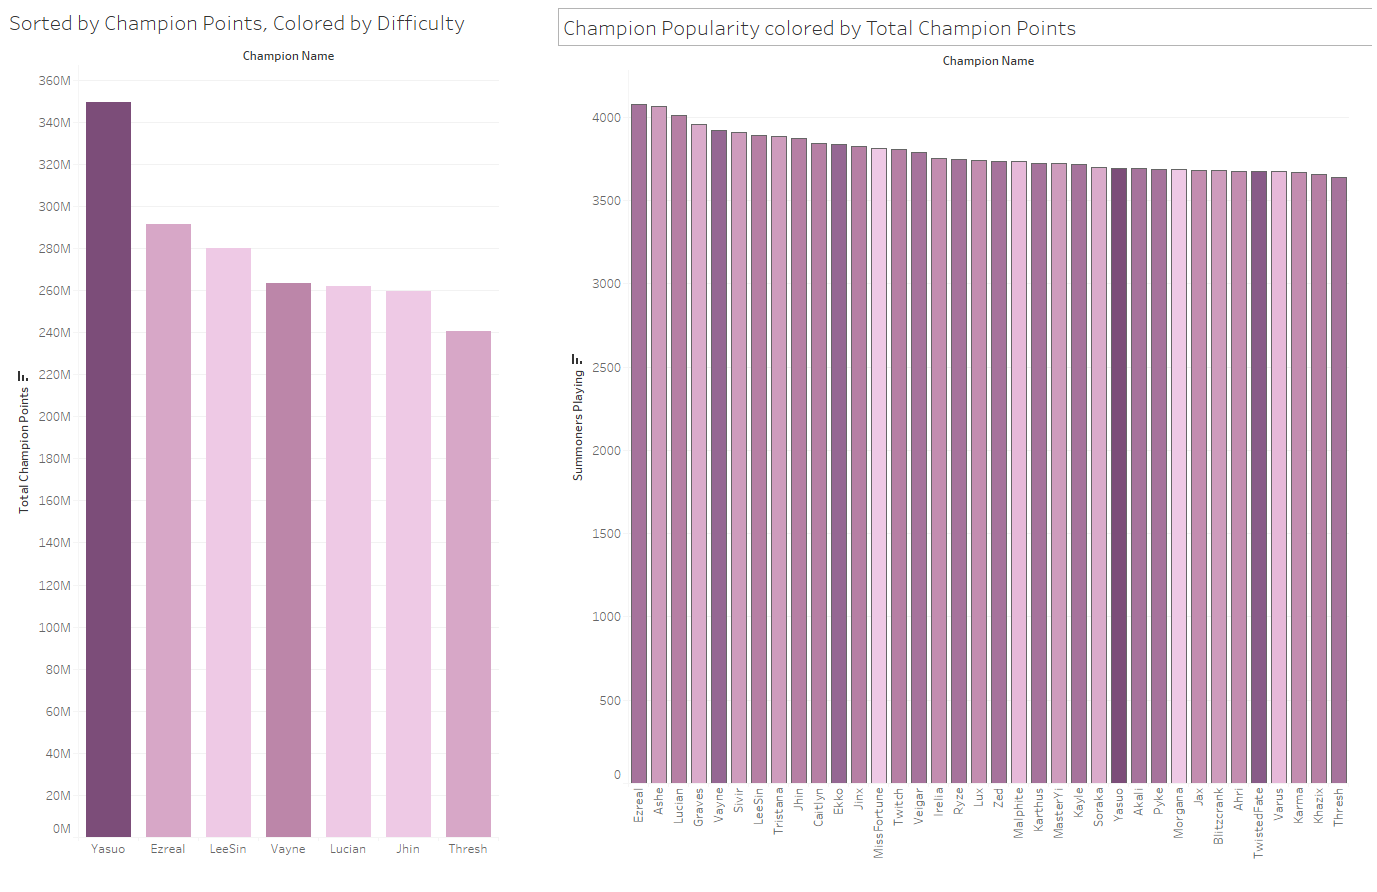 Sorted by Champion Points, Colored by Difficulty
Champion Name
Total Champion Points
360M
340M
320M
300M
280M
260M
240M
220M
200M
180M
160M
140M
120M
100M
80M
60M
40M
20M
0M
Yasuo Ezreal LeeSin Vayne Lucian Jhin Thresh
Champion Popularity colored by Total Champion Points
Champion Name
Summoners Playing
4000
3500
3000
2500
2000
1500
1000
500
0
Ezreal
Ashe
Lucian
Graves
Vayne
Sivir
LeeSin
Tristana
Jhin
Caitlyn
Ekko
Jinx
MissFortune
Twitch
Veigar
Irelia
Ryze
Lux
Zed
Malphite
Karthus
MasterYi
Kayle
Soraka
Yasuo
Akali
Pyke
Morgana
Jax
Blitzcrank
Ahri
TwistedFate
Varus
Karma
Khazix
Thresh